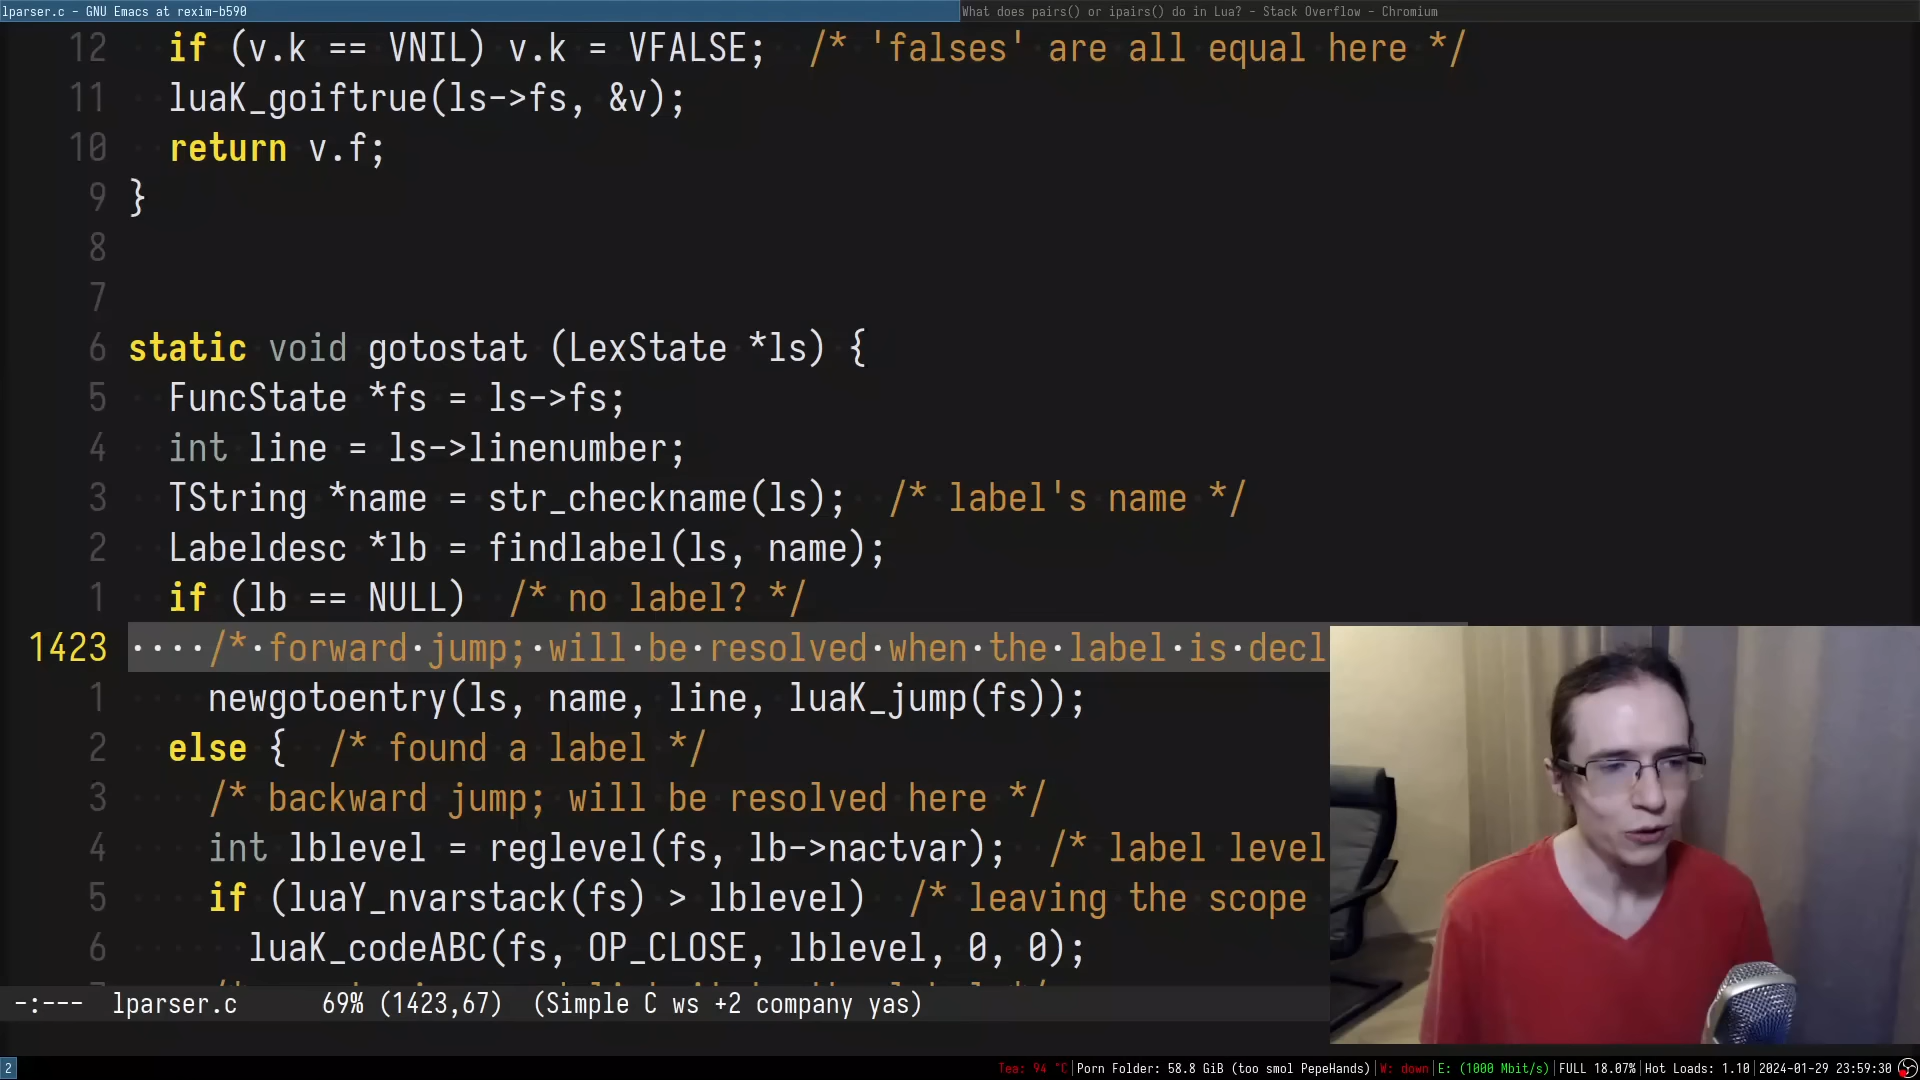 lparser.c - GNU Emacs at rexim-b590
What does pairs() or ipairs() do in Lua? - Stack Overflow - Chromium
12 if (v.k == VNIL) v.k = VFALSE;  /* 'falses' are all equal here */
11 luaK_goiftrue(ls->fs, &v);
10 return v.f;
9 }
8
7
6 static void gotostat (LexState *ls) {
5 FuncState *fs = ls->fs;
4 int line = ls->linenumber;
3 TString *name = str_checkname(ls);  /* label's name */
2 Labeldesc *lb = findlabel(ls, name);
1 if (lb == NULL)  /* no label? */
1423 ····/*·forward·jump;·will·be·resolved·when·the·label·is·decl
1 newgotoentry(ls, name, line, luaK_jump(fs));
2 else {  /* found a label */
3 /* backward jump; will be resolved here */
4 int lblevel = reglevel(fs, lb->nactvar);  /* label level
5 if (luaY_nvarstack(fs) > lblevel)  /* leaving the scope
6 luaK_codeABC(fs, OP_CLOSE, lblevel, 0, 0);
-:---  lparser.c  69% (1423,67)  (Simple C ws +2 company yas)
2 Tea: 94 °C|Porn Folder: 58.8 GiB (too smol PepeHands)|W: down|E: (1000 Mbit/s)|FULL 18.07%|Hot Loads: 1.10|2024-01-29 23:59:30